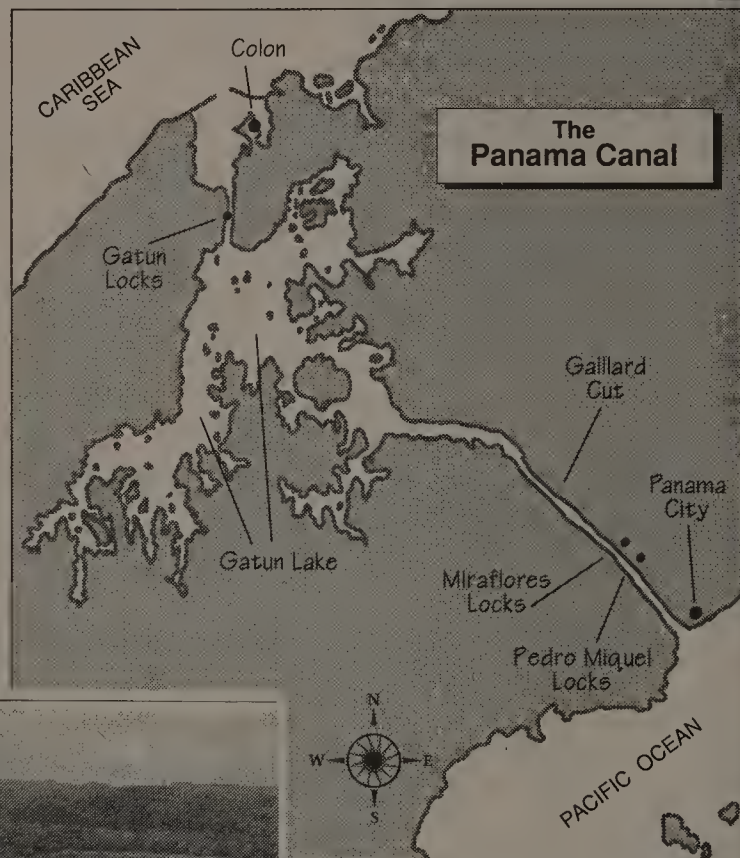 CARIBBEAN
SEA
Colon
The
Panama Canal
Gatun
Locks
Gaillard
Cut
Panama
City
Gatun Lake
Miraflores
Locks
Pedro Miquel
Locks
N
W
E
S
PACIFIC OCEAN